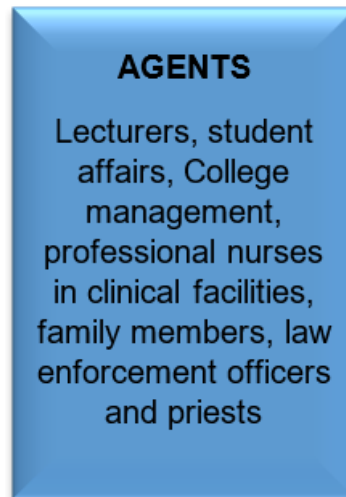 AGENTS
Lecturers, student
affairs, College
management,
professional nurses
in clinical facilities,
family members, law
enforcement officers
and priests